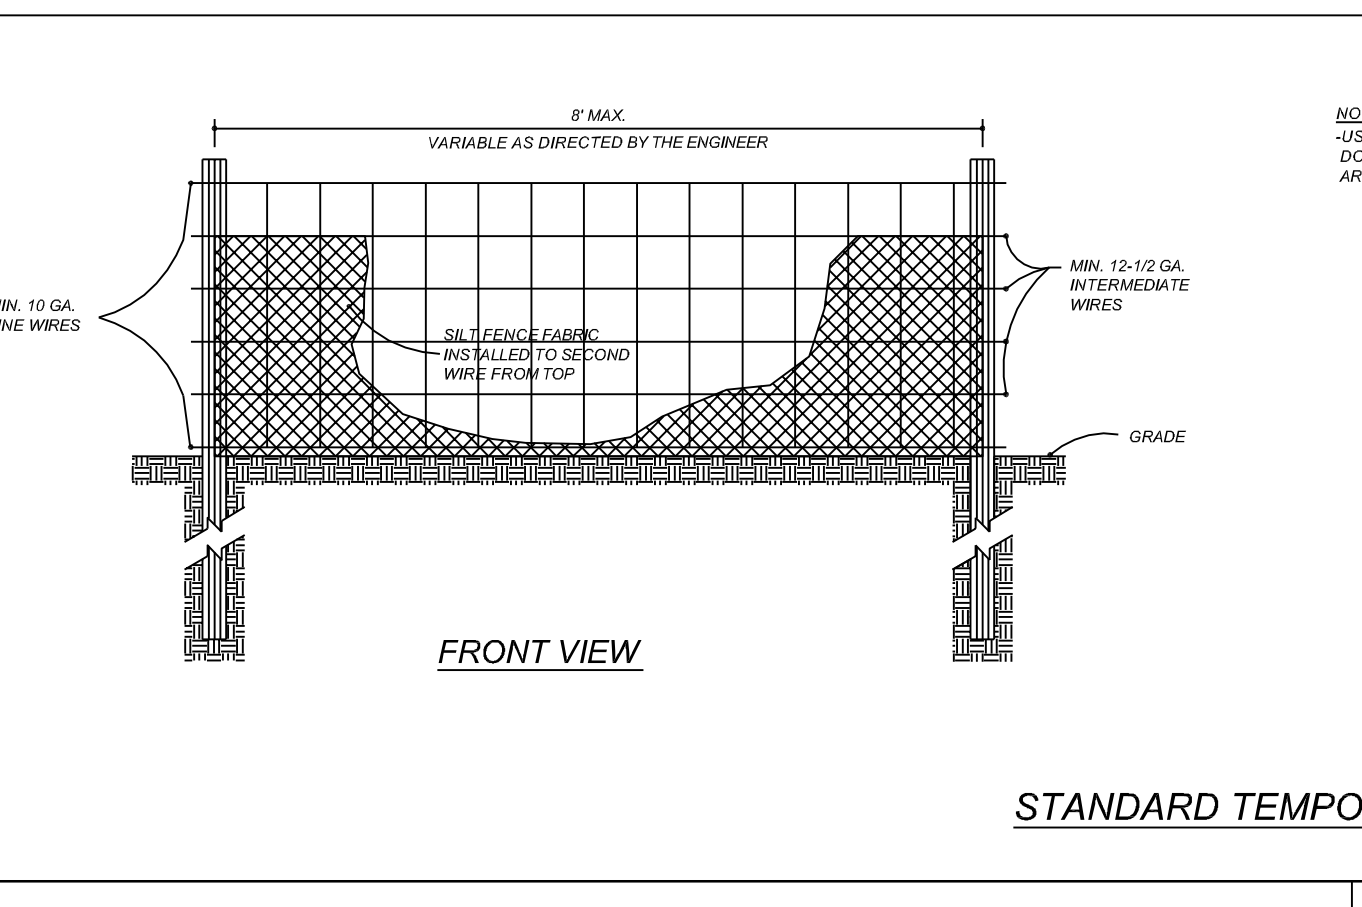 8' MAX.
VARIABLE AS DIRECTED BY THE ENGINEER
MIN. 12-1/2 GA.
INTERMEDIATE
WIRES
IN. 10 GA.
NE WIRES
SILT FENCE FABRIC
INSTALLED TO SECOND
WIRE FROM TOP
GRADE
FRONT VIEW
NO
-US
DO
AR
STANDARD TEMPO